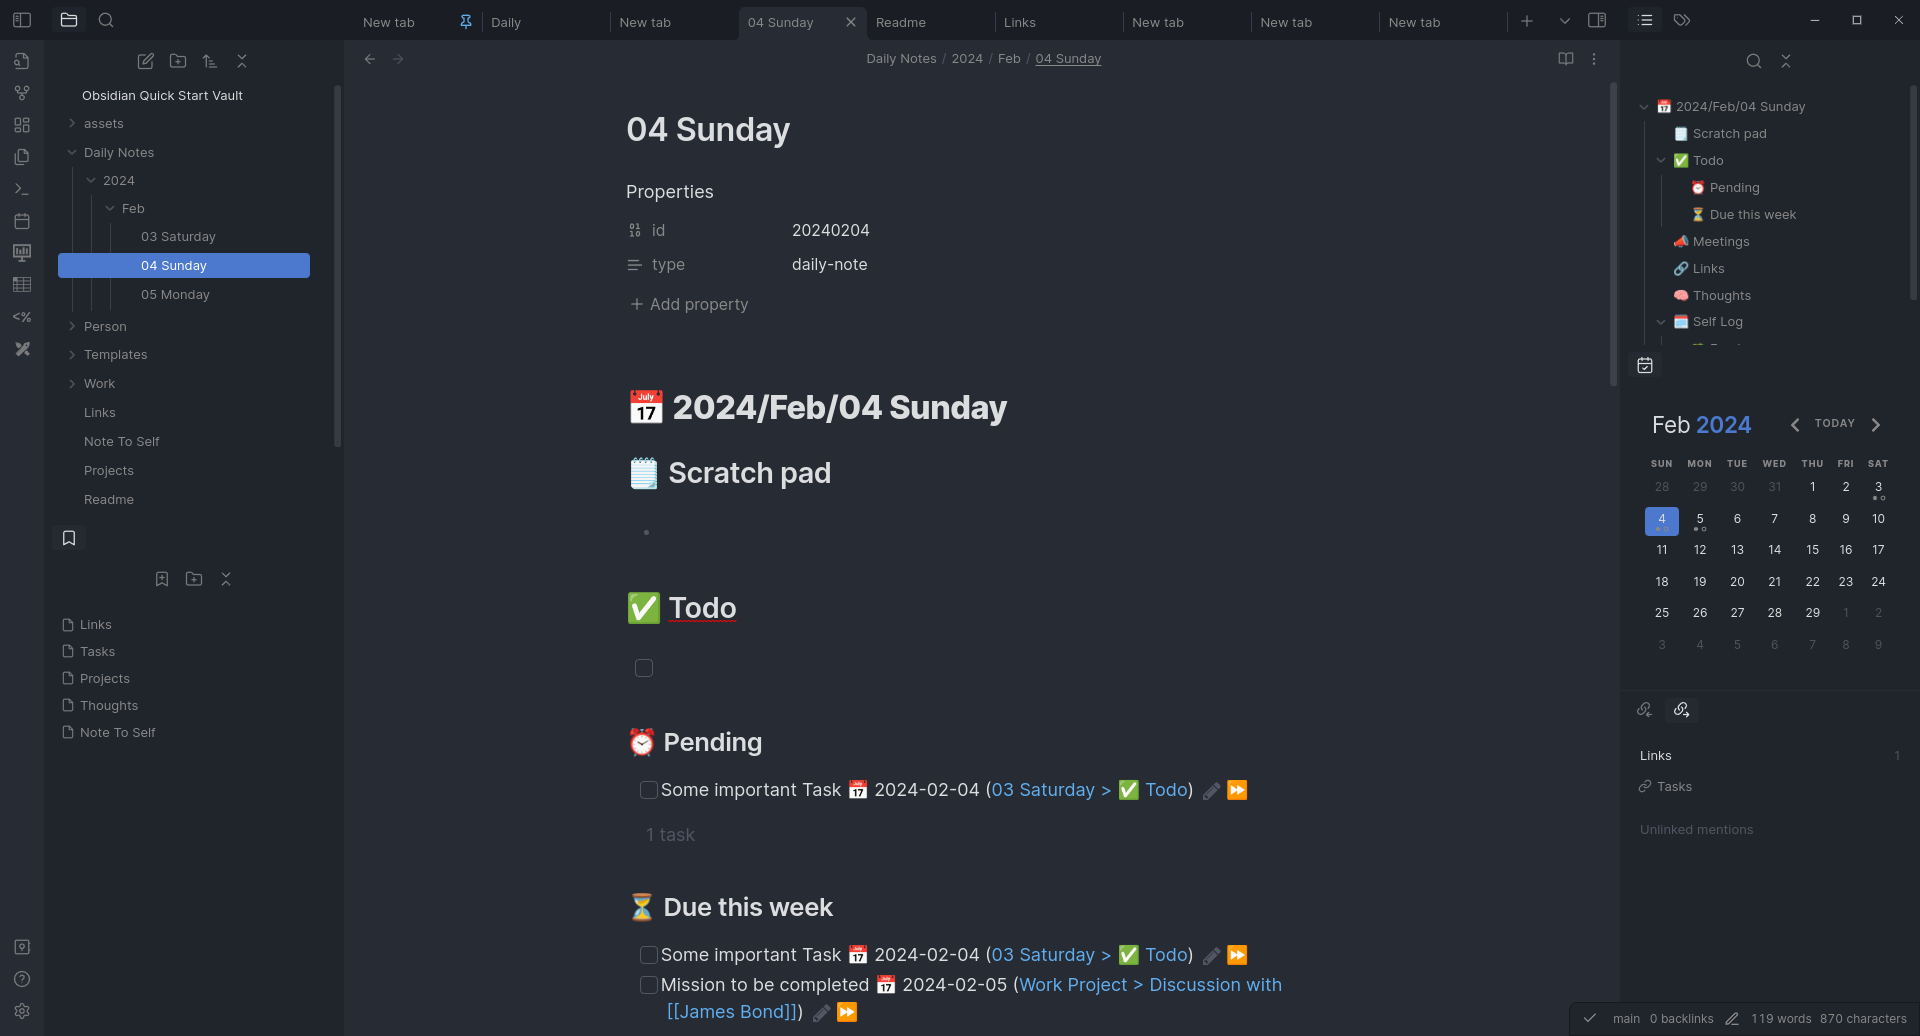 New tab
Daily
New tab
04 Sunday
Readme
Links
New tab
New tab
New tab
Obsidian Quick Start Vault
assets
Daily Notes
2024
Feb
03 Saturday
04 Sunday
05 Monday
Person
Templates
Work
Links
Note To Self
Projects
Readme
Links
Tasks
Projects
Thoughts
Note To Self
Daily Notes / 2024 / Feb / 04 Sunday
04 Sunday
Properties
id 20240204
type daily-note
Add property
📅 2024/Feb/04 Sunday
🗒️ Scratch pad
✅ Todo
⏰ Pending
Some important Task 📅 2024-02-04 (03 Saturday > ✅ Todo) ⏩
1 task
⏳ Due this week
Some important Task 📅 2024-02-04 (03 Saturday > ✅ Todo) ⏩
Mission to be completed 📅 2024-02-05 (Work Project > Discussion with
[[James Bond]]) ⏩
📅 2024/Feb/04 Sunday
🗒️ Scratch pad
✅ Todo
⏰ Pending
⏳ Due this week
📣 Meetings
🔗 Links
🧠 Thoughts
🗓️ Self Log
Feb 2024
TODAY
SUN MON TUE WED THU FRI SAT
28 29 30 31 1 2 3
4 5 6 7 8 9 10
11 12 13 14 15 16 17
18 19 20 21 22 23 24
25 26 27 28 29 1 2
3 4 5 6 7 8 9
Links 1
Tasks
Unlinked mentions
main 0 backlinks 119 words 870 characters